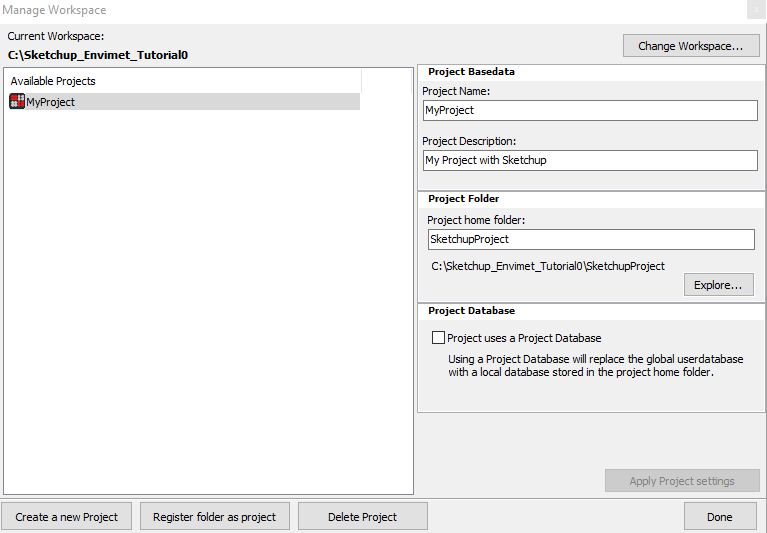 Manage Workspace
Current Workspace:
C:\Sketchup_Envimet_Tutorial0
Change Workspace...
Available Projects
MyProject
Project Basedata
Project Name:
MyProject
Project Description:
My Project with Sketchup
Project Folder
Project home folder:
SketchupProject
C:\Sketchup_Envimet_Tutorial0\SketchupProject
Explore...
Project Database
Project uses a Project Database
Using a Project Database will replace the global userdatabase
with a local database stored in the project home folder.
Apply Project settings
Create a new Project
Register folder as project
Delete Project
Done